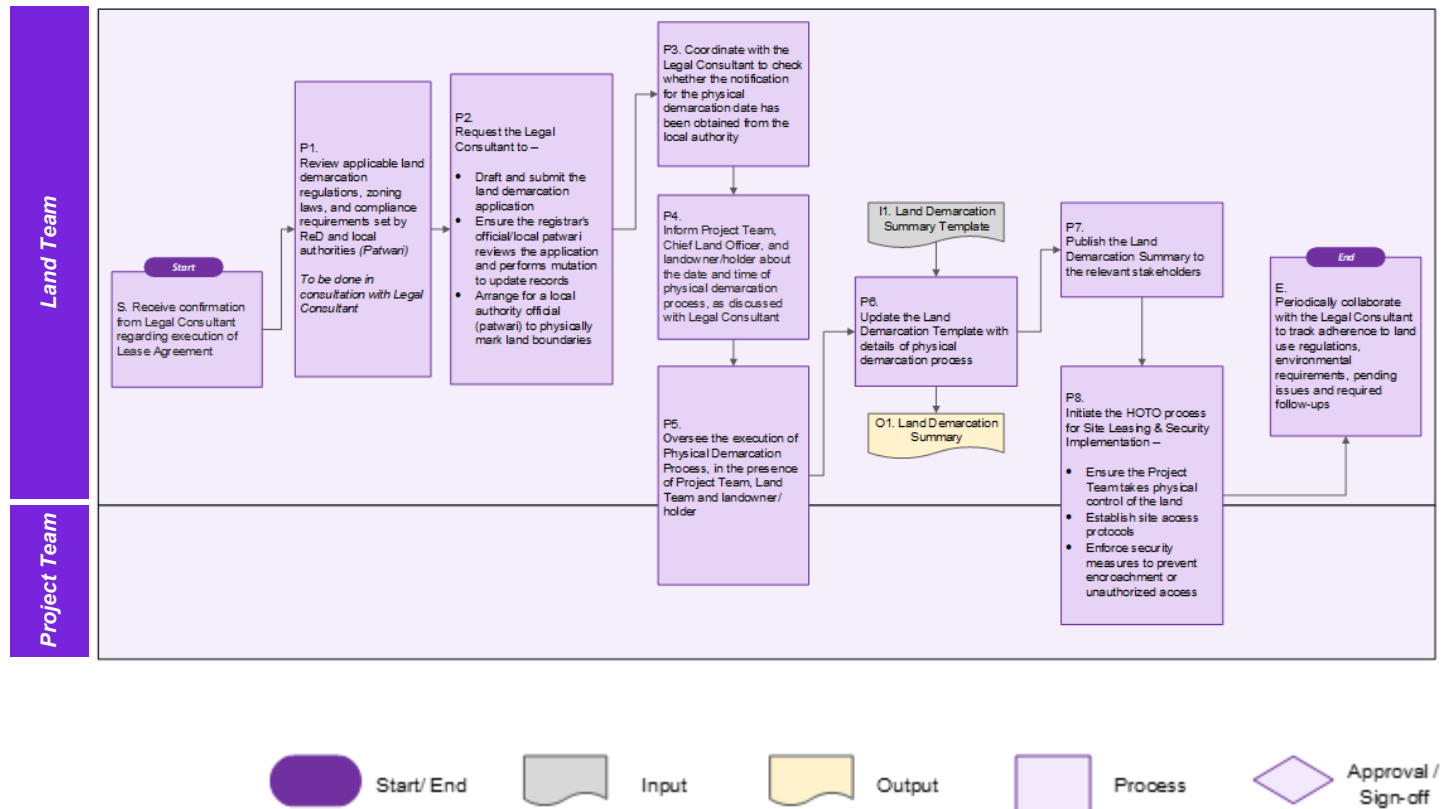 Land Team
Project Team
Start
S. Receive confirmation
from Legal Consultant
regarding execution of
Lease Agreement
P1.
Review applicable land
demarcation
regulations, zoning
laws, and compliance
requirements set by
ReD and local
authorities (Patwari)
To be done in
consultation with Legal
Consultant
P2.
Request the Legal
Consultant to –
• Draft and submit the
land demarcation
application
• Ensure the registrar's
official/local patwari
reviews the application
and performs mutation
to update records
• Arrange for a local
authority official
(patwari) to physically
mark land boundaries
P3. Coordinate with the
Legal Consultant to check
whether the notification
for the physical
demarcation date has
been obtained from the
local authority
P4.
Inform Project Team,
Chief Land Officer, and
landowner/holder about
the date and time of
physical demarcation
process, as discussed
with Legal Consultant
P5.
Oversee the execution of
Physical Demarcation
Process, in the presence
of Project Team, Land
Team and landowner/
holder
I1. Land Demarcation
Summary Template
P6.
Update the Land
Demarcation Template with
details of physical
demarcation process
O1. Land Demarcation
Summary
P7.
Publish the Land
Demarcation Summary to
the relevant stakeholders
P8.
Initiate the HOTO process
for Site Leasing & Security
Implementation –
• Ensure the Project
Team takes physical
control of the land
• Establish site access
protocols
• Enforce security
measures to prevent
encroachment or
unauthorized access
End
E.
Periodically collaborate
with the Legal Consultant
to track adherence to land
use regulations,
environmental
requirements, pending
issues and required
follow-ups
Start/ End
Input
Output
Process
Approval /
Sign-off